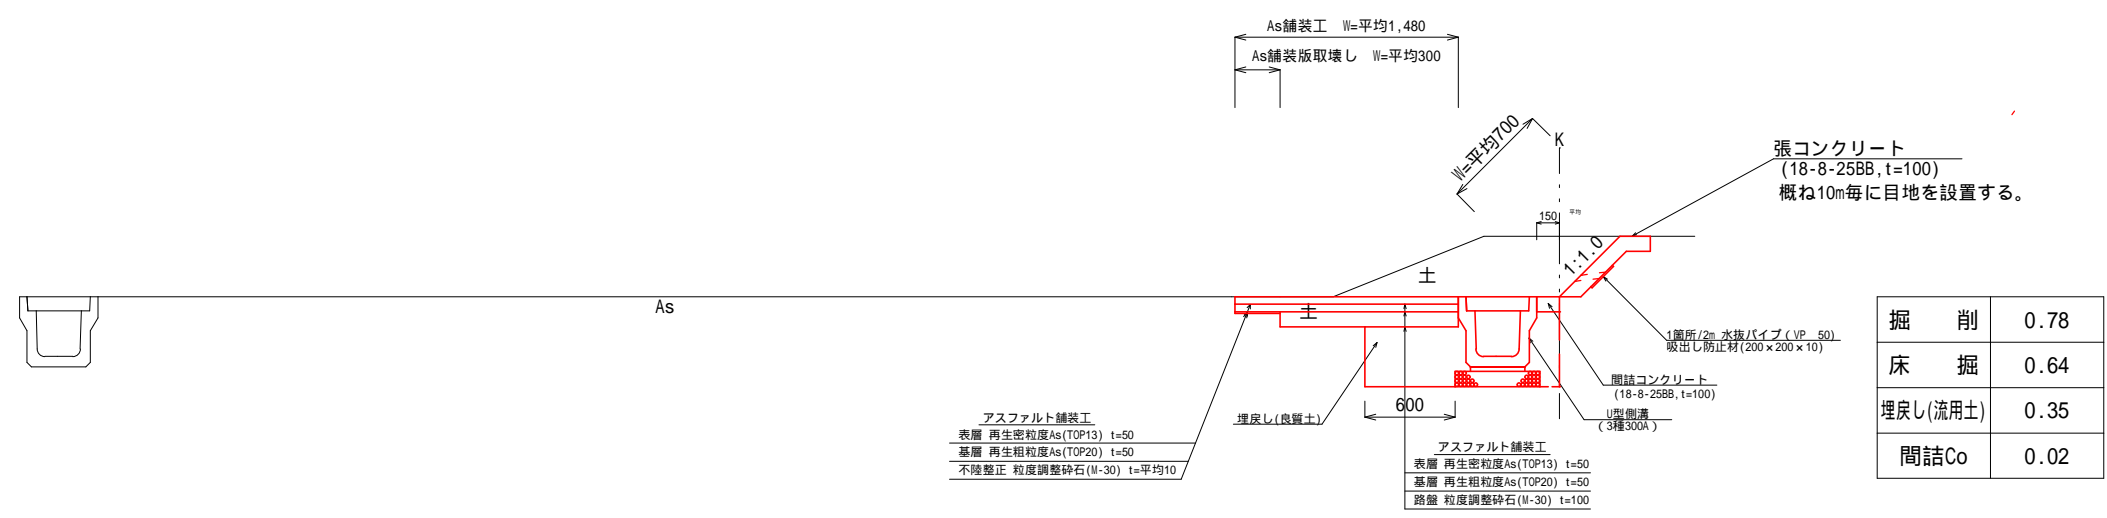 As舗装工 W=平均1,480
As舗装版取壊し W=平均300
W=平均700
K
張コンクリート
(18-8-25BB,t=100)
概ね10m毎に目地を設置する。
150
平均
1:1.0
土
As
土
1箇所/2m 水抜パイプ(VP 50)
吸出し防止材(200×200×10)
間詰コンクリート
(18-8-25BB,t=100)
U型側溝
(3種300A)
600
埋戻し(良質土)
アスファルト舗装工
表層 再生密粒度As(TOP13) t=50
基層 再生粗粒度As(TOP20) t=50
不陸整正 粒度調整砕石(M-30) t=平均10
アスファルト舗装工
表層 再生密粒度As(TOP13) t=50
基層 再生粗粒度As(TOP20) t=50
路盤 粒度調整砕石(M-30) t=100
掘 削 0.78
床 掘 0.64
埋戻し(流用土) 0.35
間詰Co 0.02